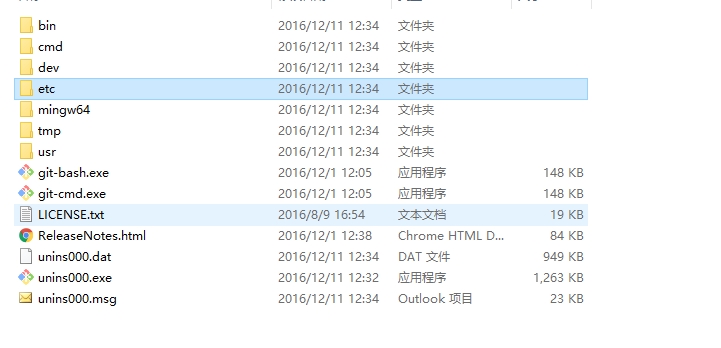 bin 2016/12/11 12:34 文件夹
cmd 2016/12/11 12:34 文件夹
dev 2016/12/11 12:34 文件夹
etc 2016/12/11 12:34 文件夹
mingw64 2016/12/11 12:34 文件夹
tmp 2016/12/11 12:34 文件夹
usr 2016/12/11 12:34 文件夹
git-bash.exe 2016/12/1 12:05 应用程序 148 KB
git-cmd.exe 2016/12/1 12:05 应用程序 148 KB
LICENSE.txt 2016/8/9 16:54 文本文档 19 KB
ReleaseNotes.html 2016/12/1 12:38 Chrome HTML D... 84 KB
unins000.dat 2016/12/11 12:34 DAT 文件 949 KB
unins000.exe 2016/12/11 12:32 应用程序 1,263 KB
unins000.msg 2016/12/11 12:34 Outlook 项目 23 KB